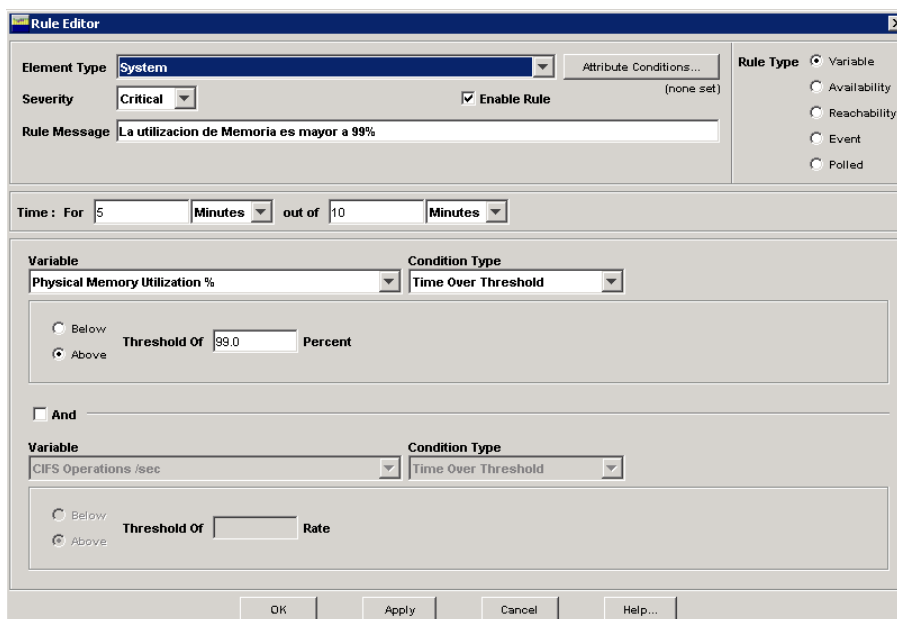 Rule Editor
Element Type System Attribute Conditions... Rule Type Variable
(none set) Availability
Severity Critical Enable Rule
Reachability
Rule Message La utilizacion de Memoria es mayor a 99%
Event
Polled
Time : For 5 Minutes out of 10 Minutes
Variable Condition Type
Physical Memory Utilization % Time Over Threshold
Below
Threshold Of 99.0 Percent
Above
And
Variable Condition Type
CIFS Operations /sec Time Over Threshold
Below
Threshold Of Rate
Above
OK Apply Cancel Help...